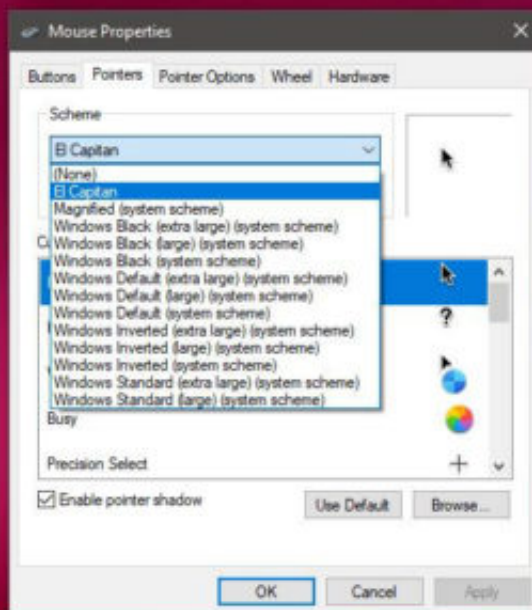 Mouse Properties
Buttons Pointers Pointer Options Wheel Hardware
Scheme
El Capitan
(None)
El Capitan
Magnified (system scheme)
Windows Black (extra large) (system scheme)
Windows Black (large) (system scheme)
Windows Black (system scheme)
Windows Default (extra large) (system scheme)
Windows Default (large) (system scheme)
Windows Default (system scheme)
Windows Inverted (extra large) (system scheme)
Windows Inverted (large) (system scheme)
Windows Inverted (system scheme)
Windows Standard (extra large) (system scheme)
Windows Standard (large) (system scheme)
Busy
Precision Select
Enable pointer shadow
Use Default Browse...
OK Cancel Apply